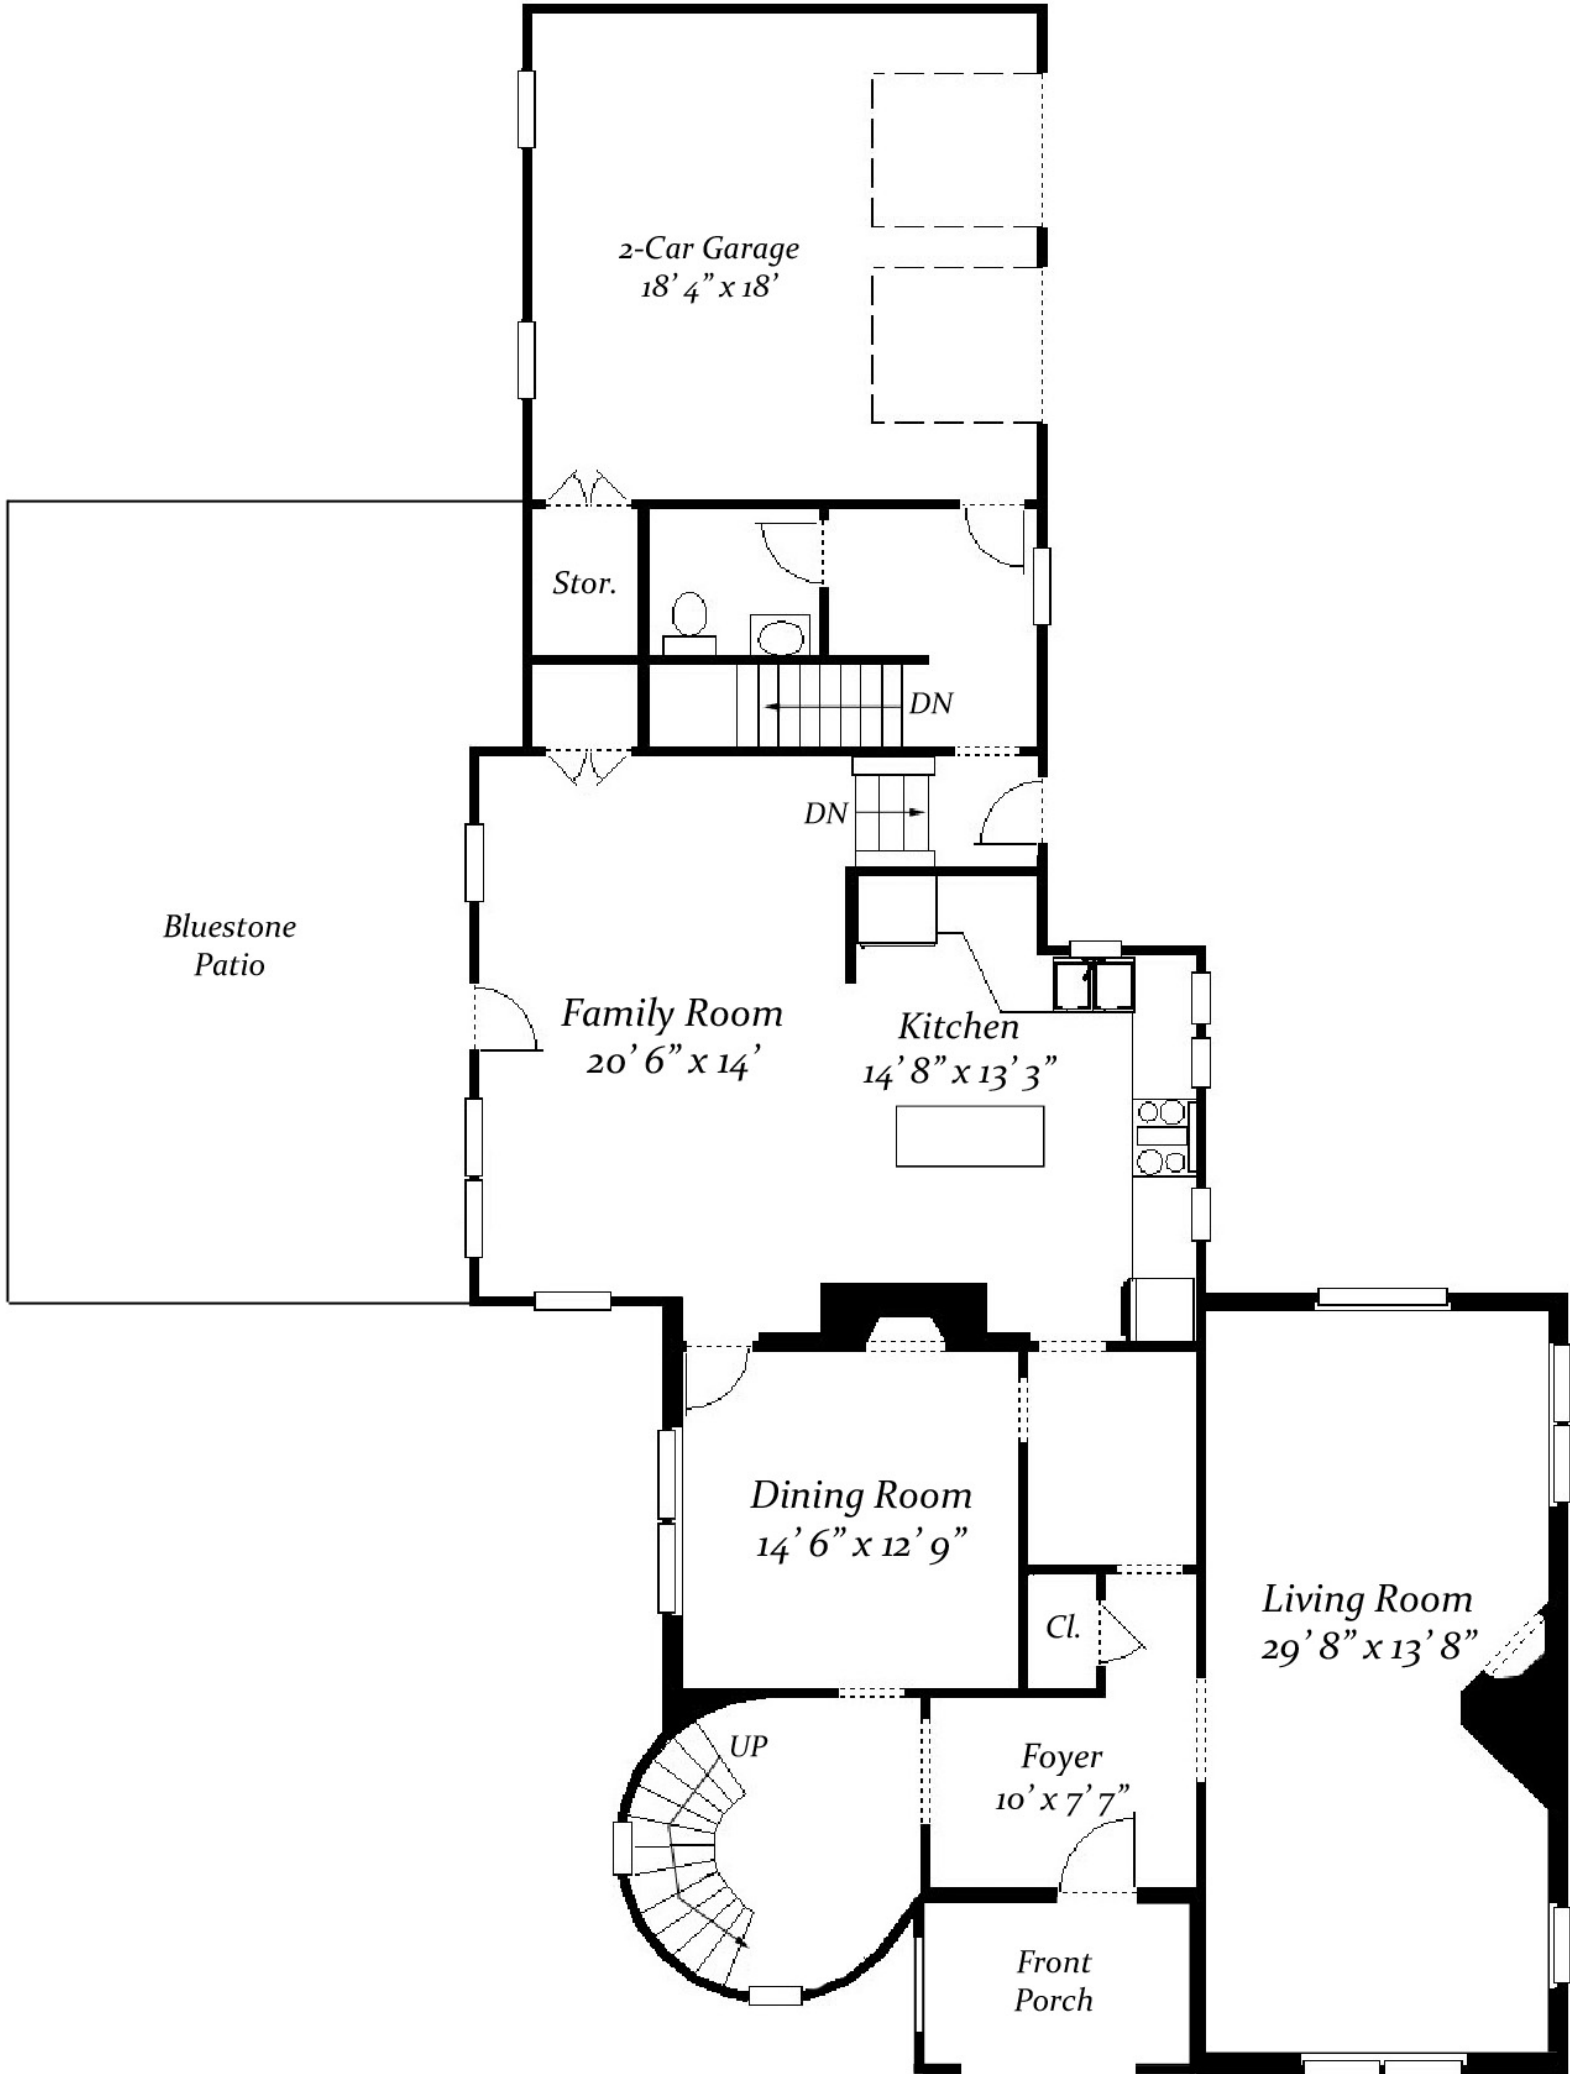 2-Car Garage
18' 4" x 18'
Stor.
DN
DN
Bluestone
Patio
Family Room
20' 6" x 14'
Kitchen
14' 8" x 13' 3"
Dining Room
14' 6" x 12' 9"
Cl.
Living Room
29' 8" x 13' 8"
UP
Foyer
10' x 7' 7"
Front
Porch